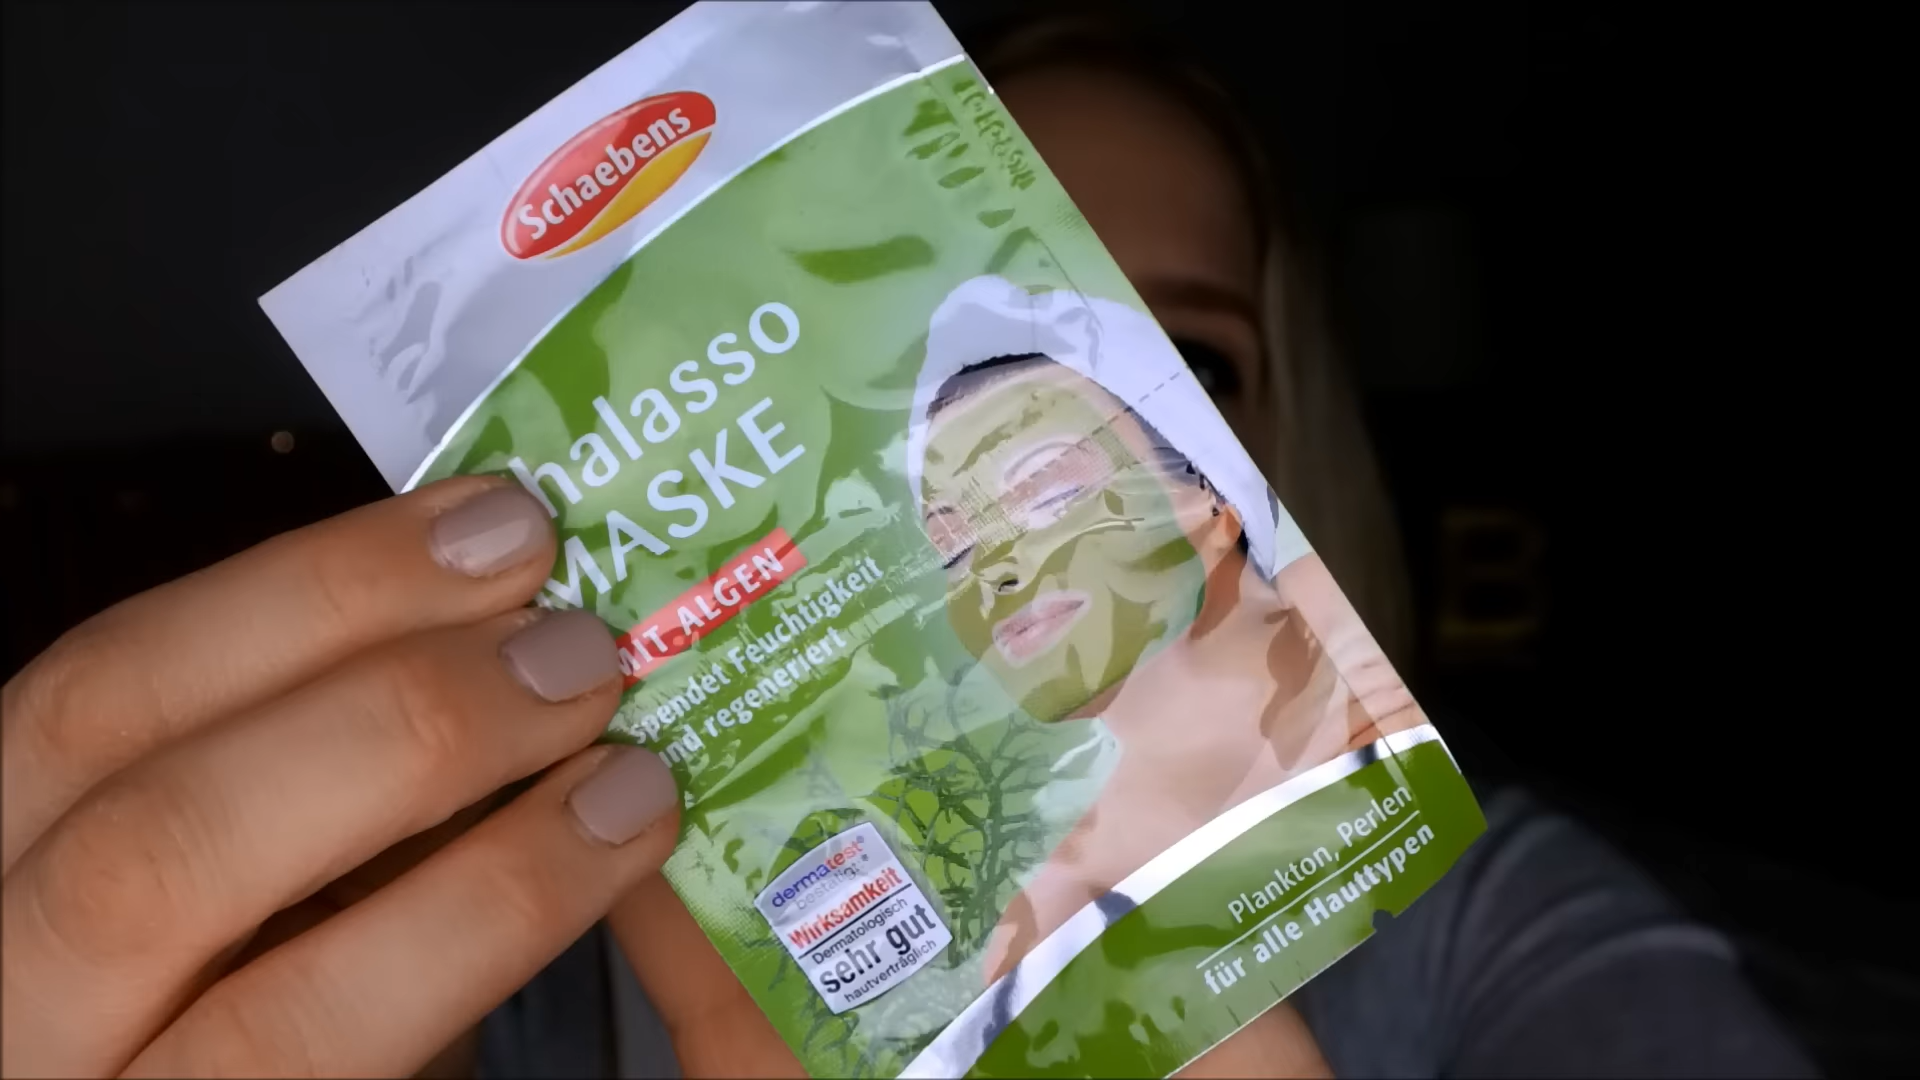 Schaebens
halasso
MASKE
MIT ALGEN
spendet Feuchtigkeit
und regeneriert
dermatest®
bestätigt:®
Wirksamkeit
Dermatologisch
sehr gut
hautverträglich
Plankton, Perlen
für alle Hauttypen
B